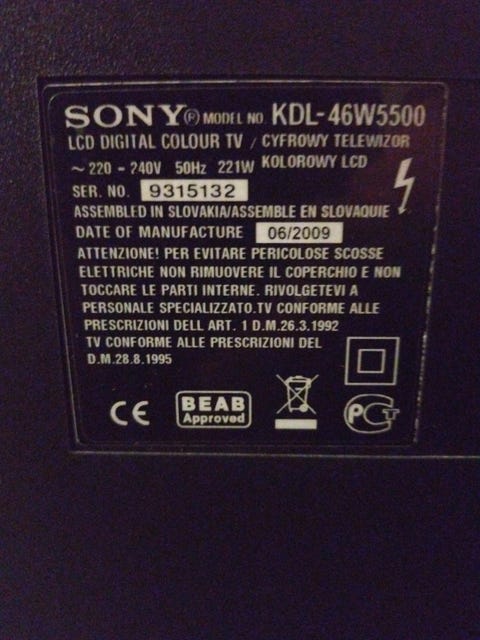 SONY® MODEL NO. KDL-46W5500
LCD DIGITAL COLOUR TV / CYFROWY TELEWIZOR
~ 220 - 240V 50Hz 221W KOLOROWY LCD
SER. NO. 9315132
ASSEMBLED IN SLOVAKIA/ASSEMBLE EN SLOVAQUIE
DATE OF MANUFACTURE 06/2009
ATTENZIONE! PER EVITARE PERICOLOSE SCOSSE
ELETTRICHE NON RIMUOVERE IL COPERCHIO E NON
TOCCARE LE PARTI INTERNE. RIVOLGETEVI A
PERSONALE SPECIALIZZATO.TV CONFORME ALLE
PRESCRIZIONI DELL ART. 1 D.M.26.3.1992
TV CONFORME ALLE PRESCRIZIONI DEL
D.M.28.8.1995
CE
BEAB
Approved
PCT